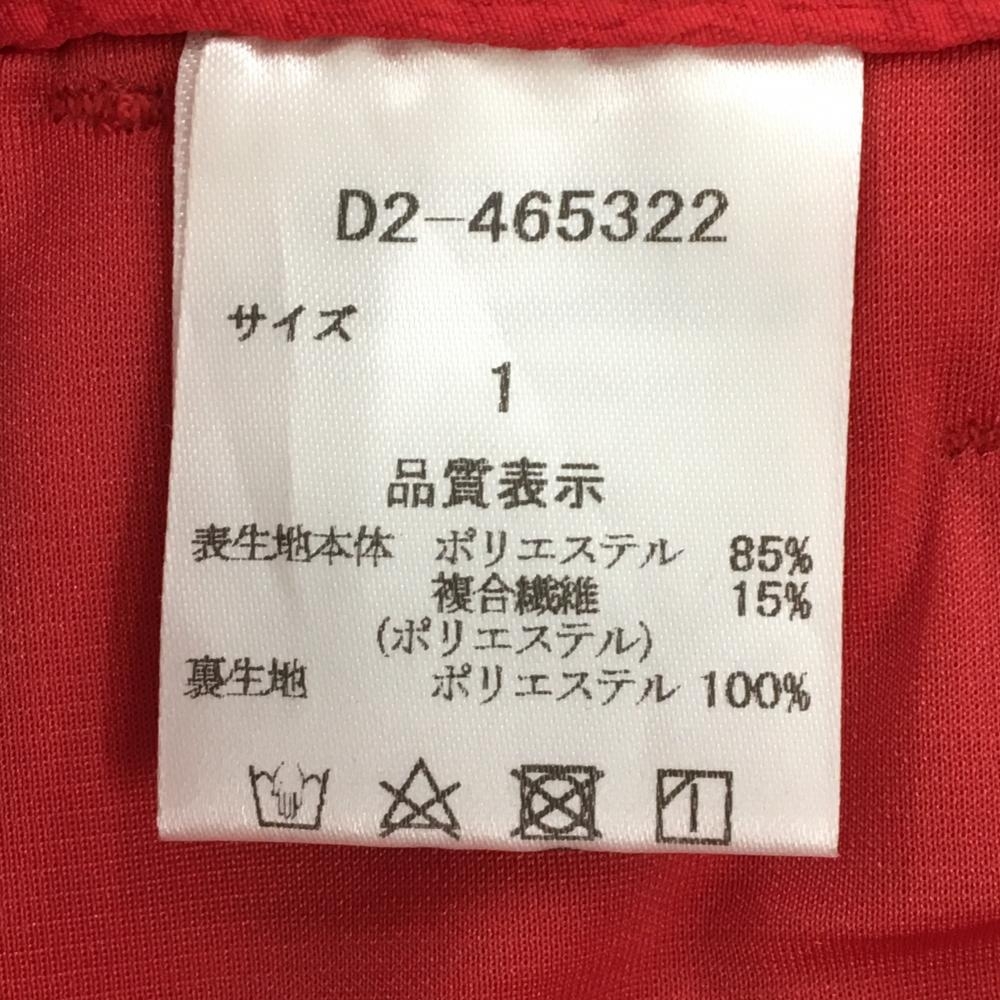 D2-465322
サイズ
1
品質表示
表生地本体 ポリエステル 85%
複合繊維 15%
(ポリエステル)
裏生地 ポリエステル 100%